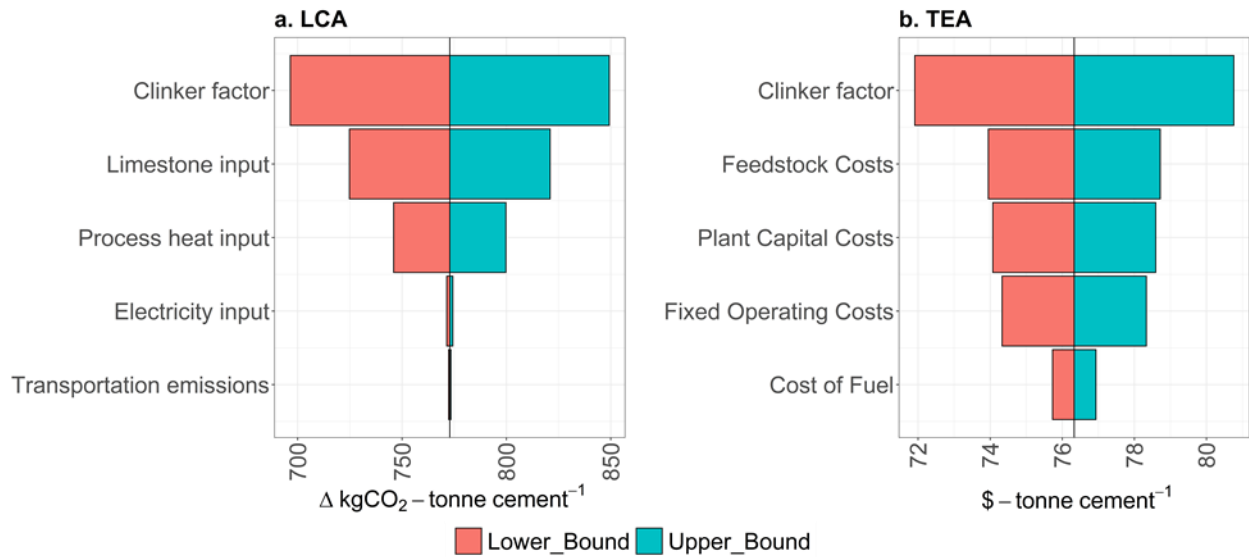 a. LCA
Clinker factor
Limestone input
Process heat input
Electricity input
Transportation emissions
700 750 800 850
Δ kgCO₂ – tonne cement⁻¹
b. TEA
Clinker factor
Feedstock Costs
Plant Capital Costs
Fixed Operating Costs
Cost of Fuel
72 74 76 78 80
$ – tonne cement⁻¹
Lower_Bound Upper_Bound